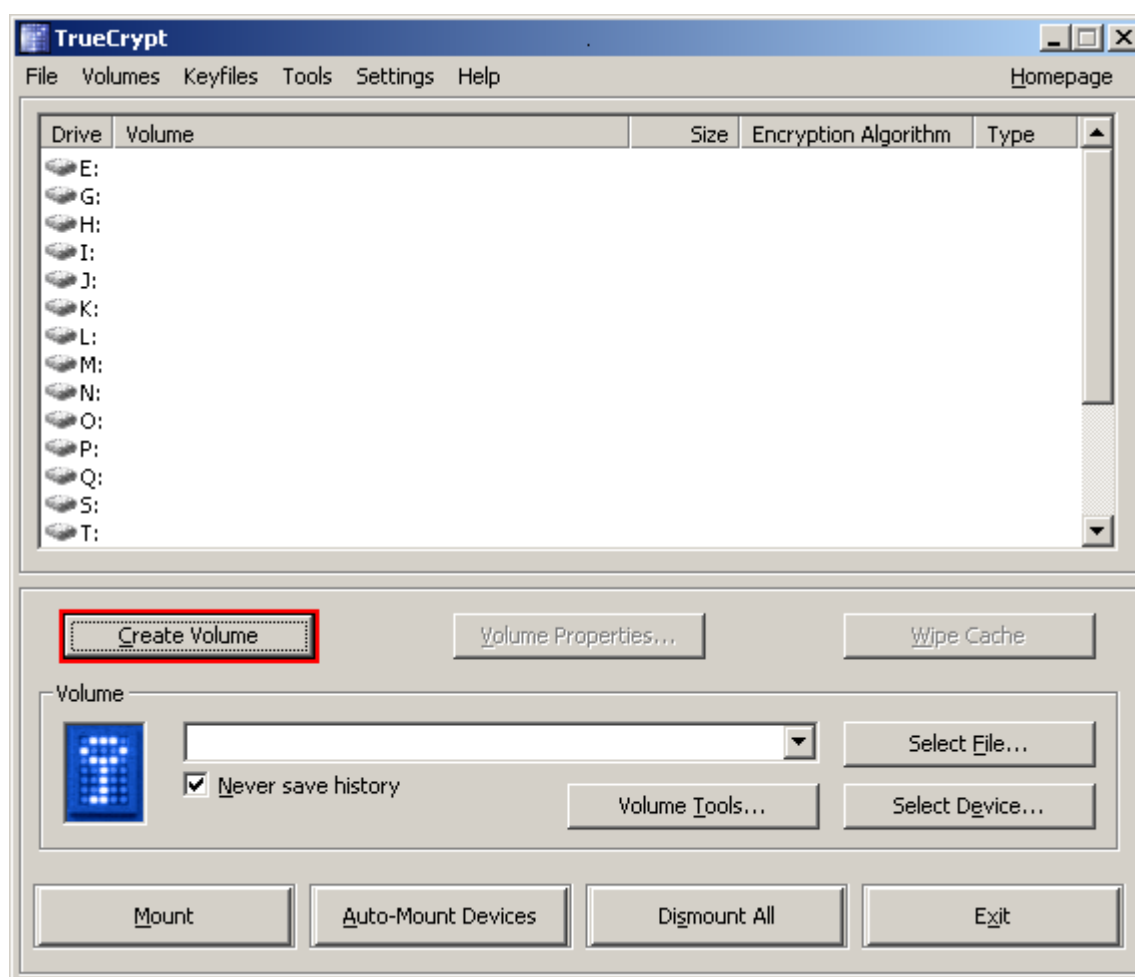 TrueCrypt
File Volumes Keyfiles Tools Settings Help Homepage
Drive Volume Size Encryption Algorithm Type
E:
G:
H:
I:
J:
K:
L:
M:
N:
O:
P:
Q:
S:
T:
Create Volume Volume Properties... Wipe Cache
Volume
Select File...
Never save history
Volume Tools... Select Device...
Mount Auto-Mount Devices Dismount All Exit